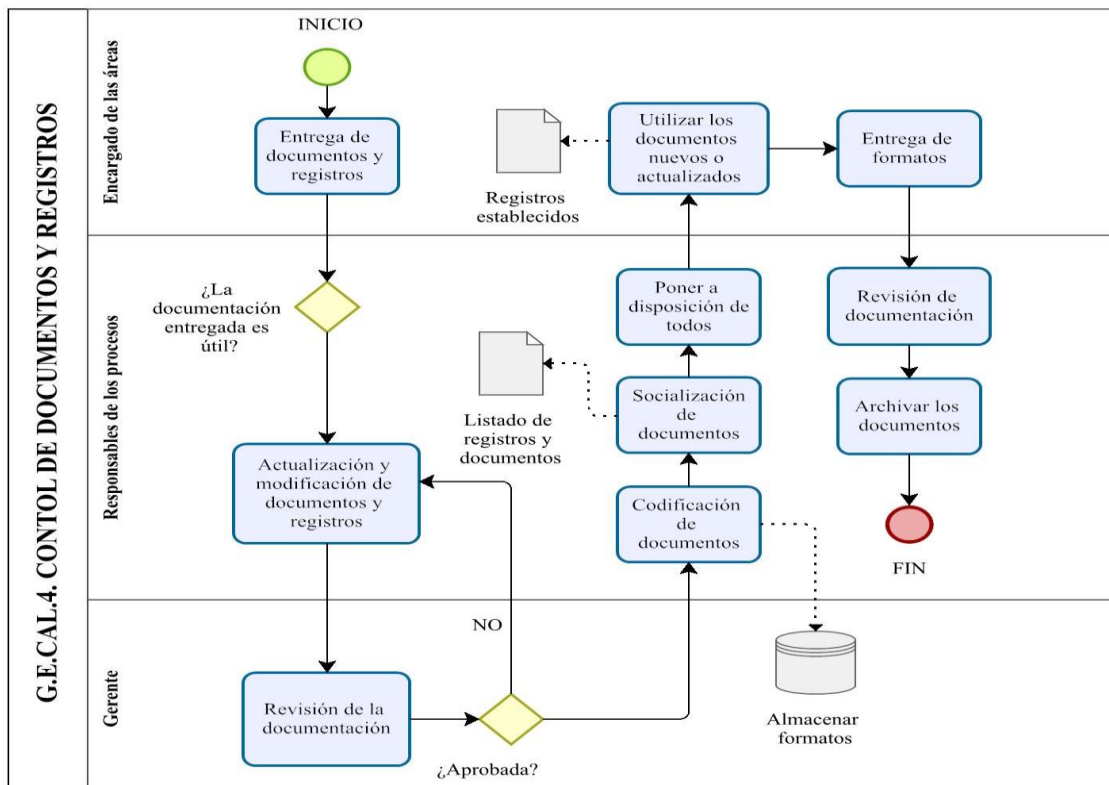 G.E.CAL.4. CONTOL DE DOCUMENTOS Y REGISTROS
Encargado de las áreas
INICIO
Entrega de
documentos y
registros
Registros
establecidos
Utilizar los
documentos
nuevos o
actualizados
Entrega de
formatos
Responsables de los procesos
¿La
documentación
entregada es
útil?
Actualización y
modificación de
documentos y
registros
Listado de
registros y
documentos
Poner a
disposición de
todos
Socialización
de
documentos
Codificación
de
documentos
Revisión de
documentación
Archivar los
documentos
FIN
Gerente
Revisión de la
documentación
NO
¿Aprobada?
Almacenar
formatos